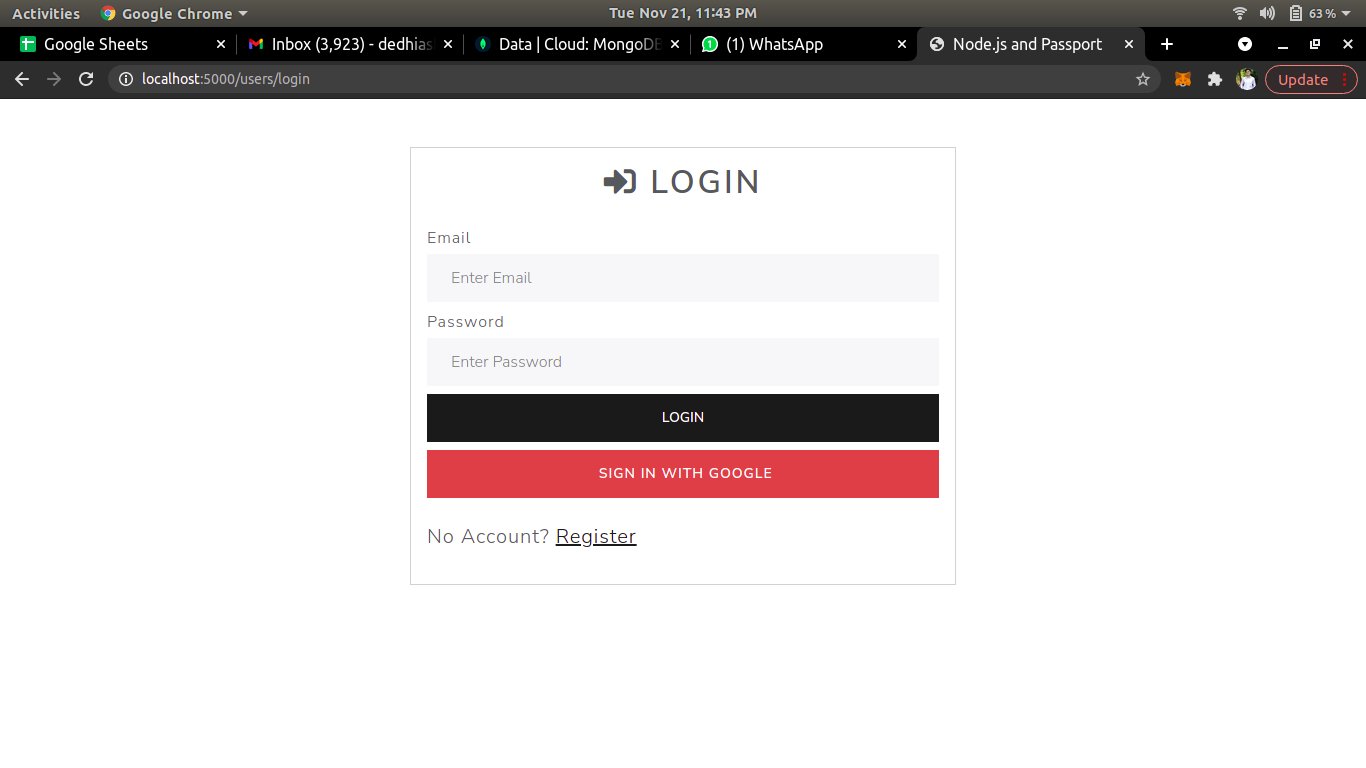 Activities Google Chrome Tue Nov 21, 11:43 PM 63%
Google Sheets Inbox (3,923) - dedhias Data | Cloud: MongoDB (1) WhatsApp Node.js and Passport
localhost:5000/users/login Update
LOGIN
Email
Enter Email
Password
Enter Password
LOGIN
SIGN IN WITH GOOGLE
No Account? Register